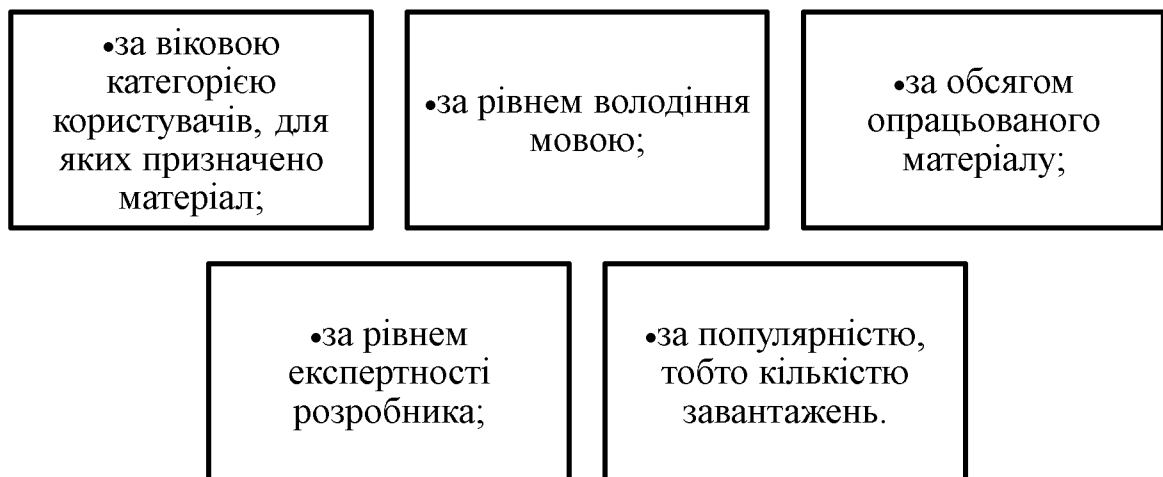 •за віковою
категорією
користувачів, для
яких призначено
матеріал;
•за рівнем володіння
мовою;
•за обсягом
опрацьованого
матеріалу;
•за рівнем
експертності
розробника;
•за популярністю,
тобто кількістю
завантажень.